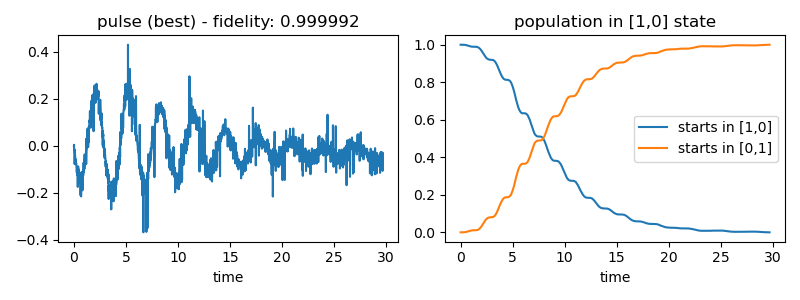 pulse (best) - fidelity: 0.999992
0.4
0.2
0.0
−0.2
−0.4
0 5 10 15 20 25 30
time
population in [1,0] state
1.0
0.8
0.6
0.4
0.2
0.0
starts in [1,0]
starts in [0,1]
0 5 10 15 20 25 30
time